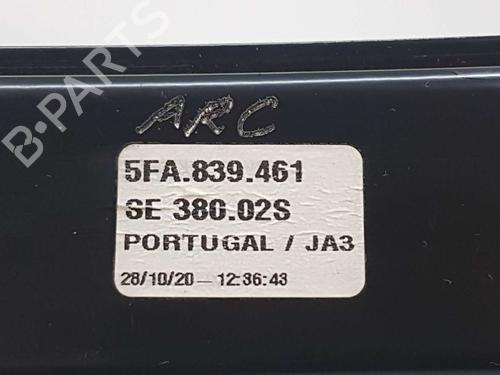 B-PARTS
ARC
5FA.839.461
SE 380.02S
PORTUGAL / JA3
28/10/20 — 12:36:43